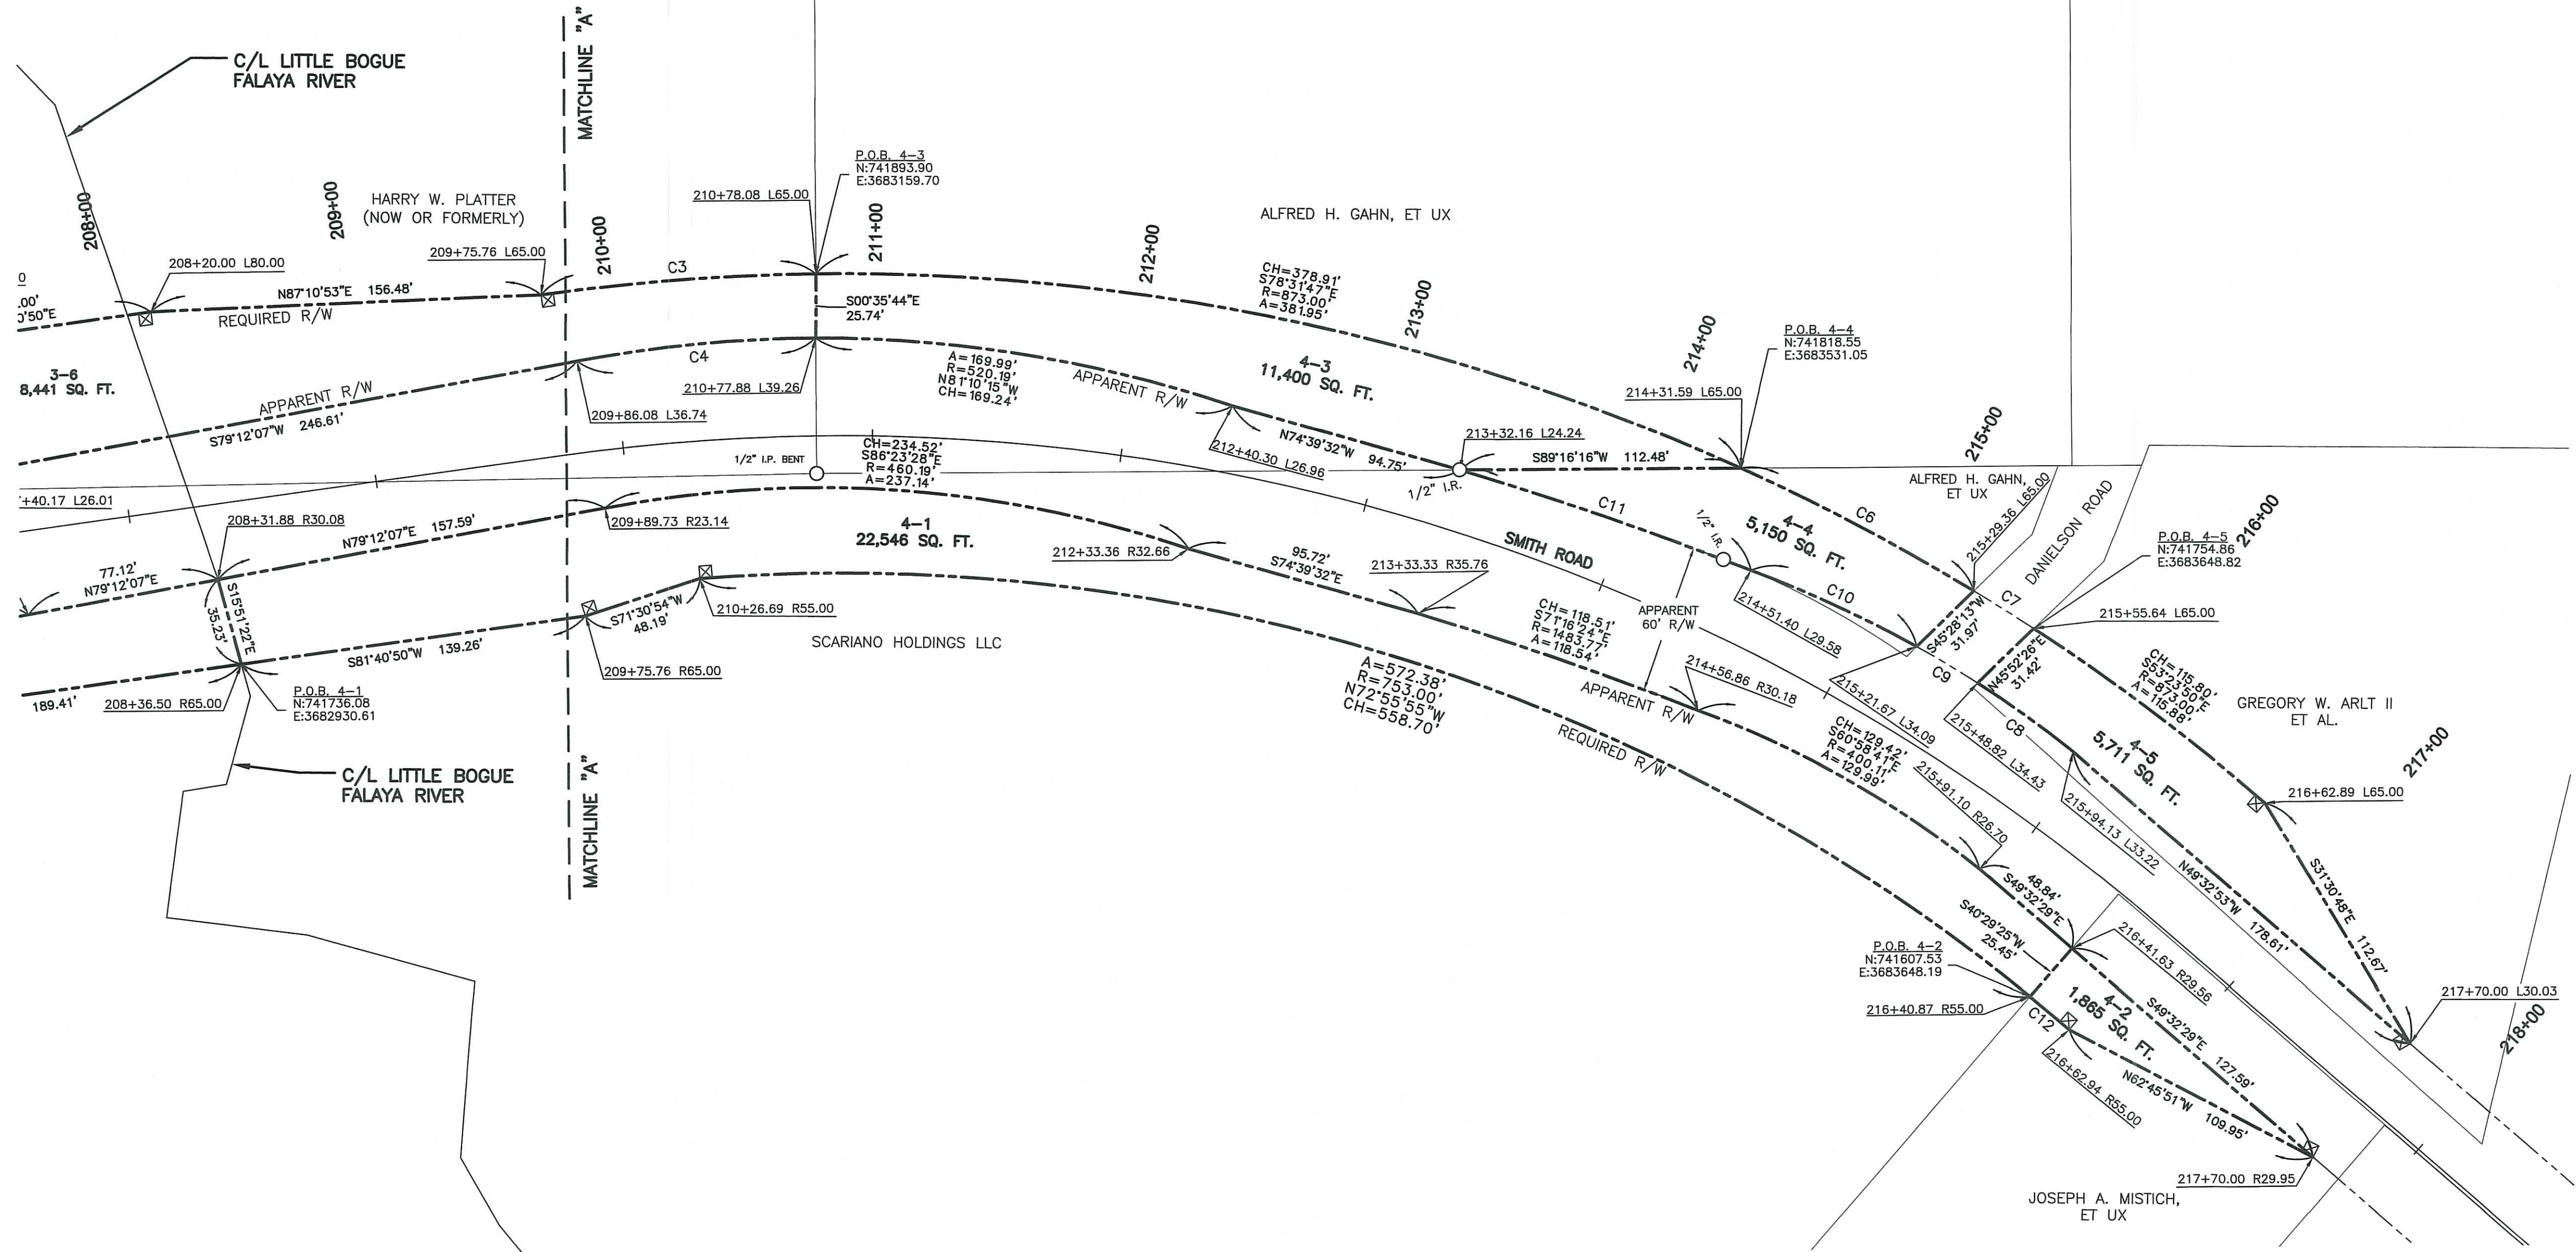 C/L LITTLE BOGUE
FALAYA RIVER
MATCHLINE "A"
208+00
209+00
HARRY W. PLATTER
(NOW OR FORMERLY)
210+00
210+78.08 L65.00
P.O.B. 4-3
N:741893.90
E:3683159.70
211+00
212+00
ALFRED H. GAHN, ET UX
213+00
214+00
P.O.B. 4-4
N:741818.55
E:3683531.05
0
.00'
0'50"E
208+20.00 L80.00
N87°10'53"E 156.48'
REQUIRED R/W
209+75.76 L65.00
C3
S00°35'44"E
25.74'
CH=378.91'
S78°31'47"E
R=873.00'
A=381.95'
4-3
11,400 SQ. FT.
214+31.59 L65.00
3-6
8,441 SQ. FT.
APPARENT R/W
S79°12'07"W 246.61'
C4
210+77.88 L39.26
209+86.08 L36.74
A=169.99'
R=520.19'
N81°10'15"W
CH=169.24'
APPARENT R/W
212+40.30 L26.96
N74°39'32"W 94.75'
213+32.16 L24.24
S89°16'16"W 112.48'
1/2" I.R.
215+00
ALFRED H. GAHN,
ET UX
215+29.36 L65.00
DANIELSON ROAD
216+00
+40.17 L26.01
1/2" I.P. BENT
CH=234.52'
S86°23'28"E
R=460.19'
A=237.14'
C11
1/2" I.R.
4-4
5,150 SQ. FT.
C6
P.O.B. 4-5
N:741754.86
E:3683648.82
208+31.88 R30.08
N79°12'07"E 157.59'
209+89.73 R23.14
4-1
22,546 SQ. FT.
212+33.36 R32.66
95.72'
S74°39'32"E
213+33.33 R35.76
SMITH ROAD
APPARENT
60' R/W
214+51.40 L29.58
C10
S45°28'13"W
31.97'
C7
215+55.64 L65.00
77.12'
N79°12'07"E
S15°51'22"E
35.23'
S71°30'54"W
48.19'
210+26.69 R55.00
SCARIANO HOLDINGS LLC
CH=118.51'
S71°16'24"E
R=1483.77'
A=118.54'
C9
N45°52'26"E
31.42'
CH=115.80'
S53°23'50"E
R=873.00'
A=115.88'
GREGORY W. ARLT II
ET AL.
S81°40'50"W 139.26'
209+75.76 R65.00
189.41'
208+36.50 R65.00
P.O.B. 4-1
N:741736.08
E:3682930.61
A=572.38'
R=753.00'
N72°55'55"W
CH=558.70'
APPARENT R/W
214+56.86 R30.18
215+21.67 L34.09
215+48.82 L34.43
C8
4-5
5,711 SQ. FT.
217+00
C/L LITTLE BOGUE
FALAYA RIVER
MATCHLINE "A"
REQUIRED R/W
CH=129.42'
S60°58'41"E
R=400.11'
A=129.99'
215+91.10 R26.70
215+94.13 L33.22
216+62.89 L65.00
48.84'
S49°32'29"E
N49°32'53"W 178.61'
S31°30'48"E 112.67'
S40°29'25"W
25.45'
P.O.B. 4-2
N:741607.53
E:3683648.19
216+40.87 R55.00
216+41.63 R29.56
4-2
1,865 SQ. FT.
S49°32'29"E 127.59'
217+70.00 L30.03
218+00
C12
216+62.94 R55.00
N62°45'51"W 109.95'
217+70.00 R29.95
JOSEPH A. MISTICH,
ET UX